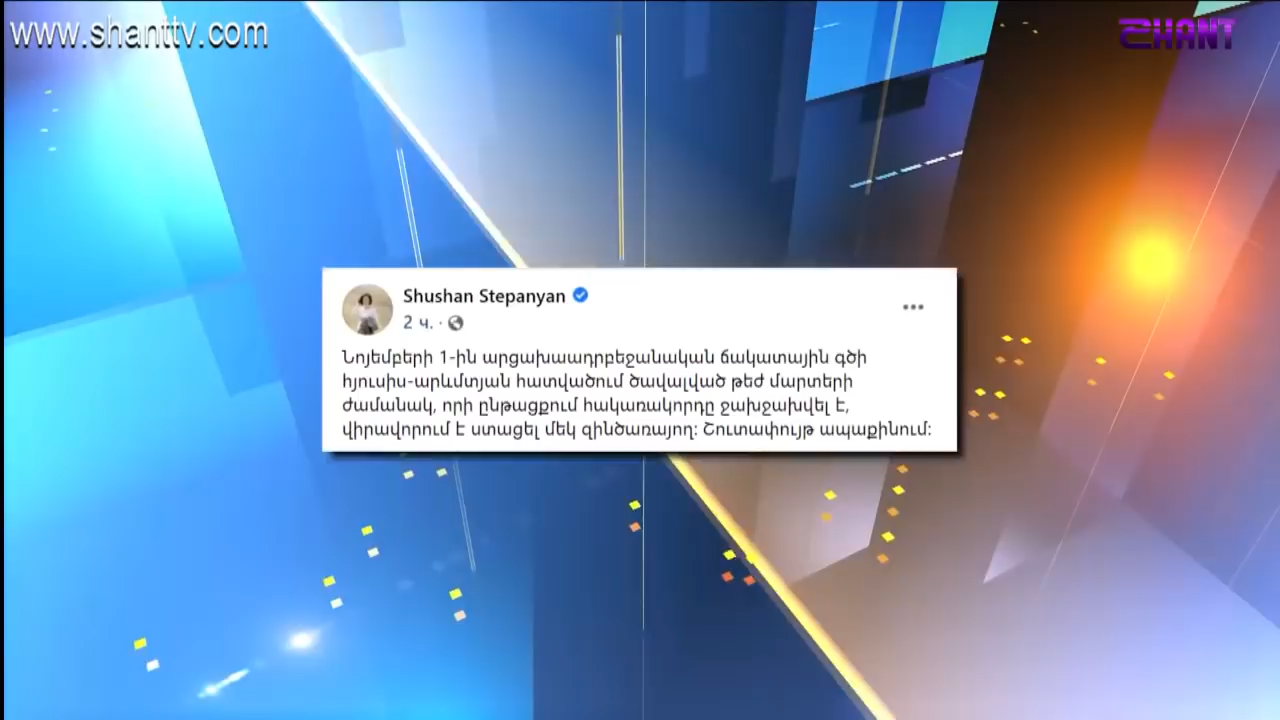 www.shanttv.com
SHANT
Shushan Stepanyan
2 ч. ·
Նոյեմբերի 1-ին արցախաադրբեջանական ճակատային գծի
հյուսիս-արևմտյան հատվածում ծավալված թեժ մարտերի
ժամանակ, որի ընթացքում հակառակորդը ջախջախվել է,
վիրավորում է ստացել մեկ զինծառայող: Շուտափույթ ապաքինում: